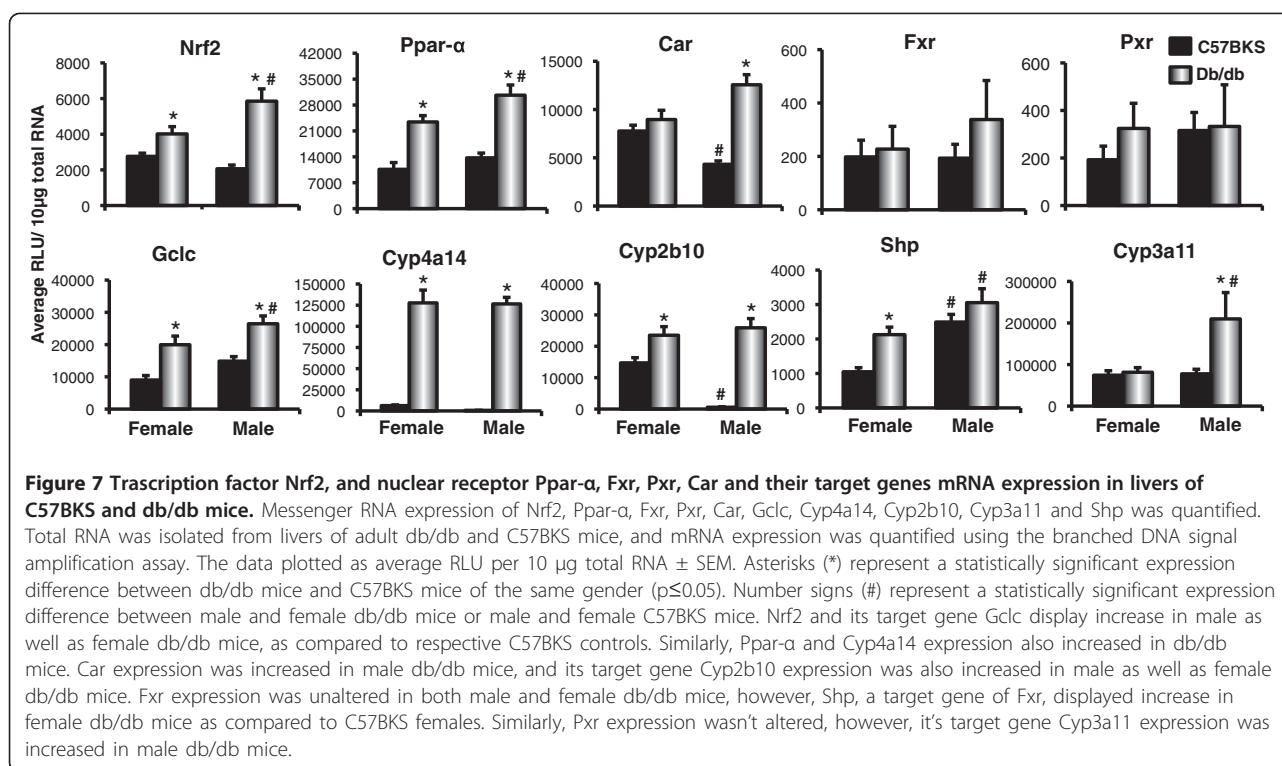 Nrf2
Ppar-α
Car
Fxr
Pxr
C57BKS
Db/db
8000
6000
4000
2000
0
* * #
42000
35000
28000
21000
14000
7000
0
* * #
15000
10000
5000
0
# *
600
400
200
0
600
400
200
0
Average RLU/ 10µg total RNA
Gclc
Cyp4a14
Cyp2b10
Shp
Cyp3a11
40000
30000
20000
10000
0
* * #
150000
125000
100000
75000
50000
25000
0
* *
40000
30000
20000
10000
0
* # *
4000
3000
2000
1000
0
* # #
300000
200000
100000
0
* #
Female Male
Female Male
Female Male
Female Male
Female Male
Figure 7 Trascription factor Nrf2, and nuclear receptor Ppar-α, Fxr, Pxr, Car and their target genes mRNA expression in livers of
C57BKS and db/db mice. Messenger RNA expression of Nrf2, Ppar-α, Fxr, Pxr, Car, Gclc, Cyp4a14, Cyp2b10, Cyp3a11 and Shp was quantified.
Total RNA was isolated from livers of adult db/db and C57BKS mice, and mRNA expression was quantified using the branched DNA signal
amplification assay. The data plotted as average RLU per 10 µg total RNA ± SEM. Asterisks (*) represent a statistically significant expression
difference between db/db mice and C57BKS mice of the same gender (p≤0.05). Number signs (#) represent a statistically significant expression
difference between male and female db/db mice or male and female C57BKS mice. Nrf2 and its target gene Gclc display increase in male as
well as female db/db mice, as compared to respective C57BKS controls. Similarly, Ppar-α and Cyp4a14 expression also increased in db/db
mice. Car expression was increased in male db/db mice, and its target gene Cyp2b10 expression was also increased in male as well as female
db/db mice. Fxr expression was unaltered in both male and female db/db mice, however, Shp, a target gene of Fxr, displayed increase in
female db/db mice as compared to C57BKS females. Similarly, Pxr expression wasn't altered, however, it's target gene Cyp3a11 expression was
increased in male db/db mice.